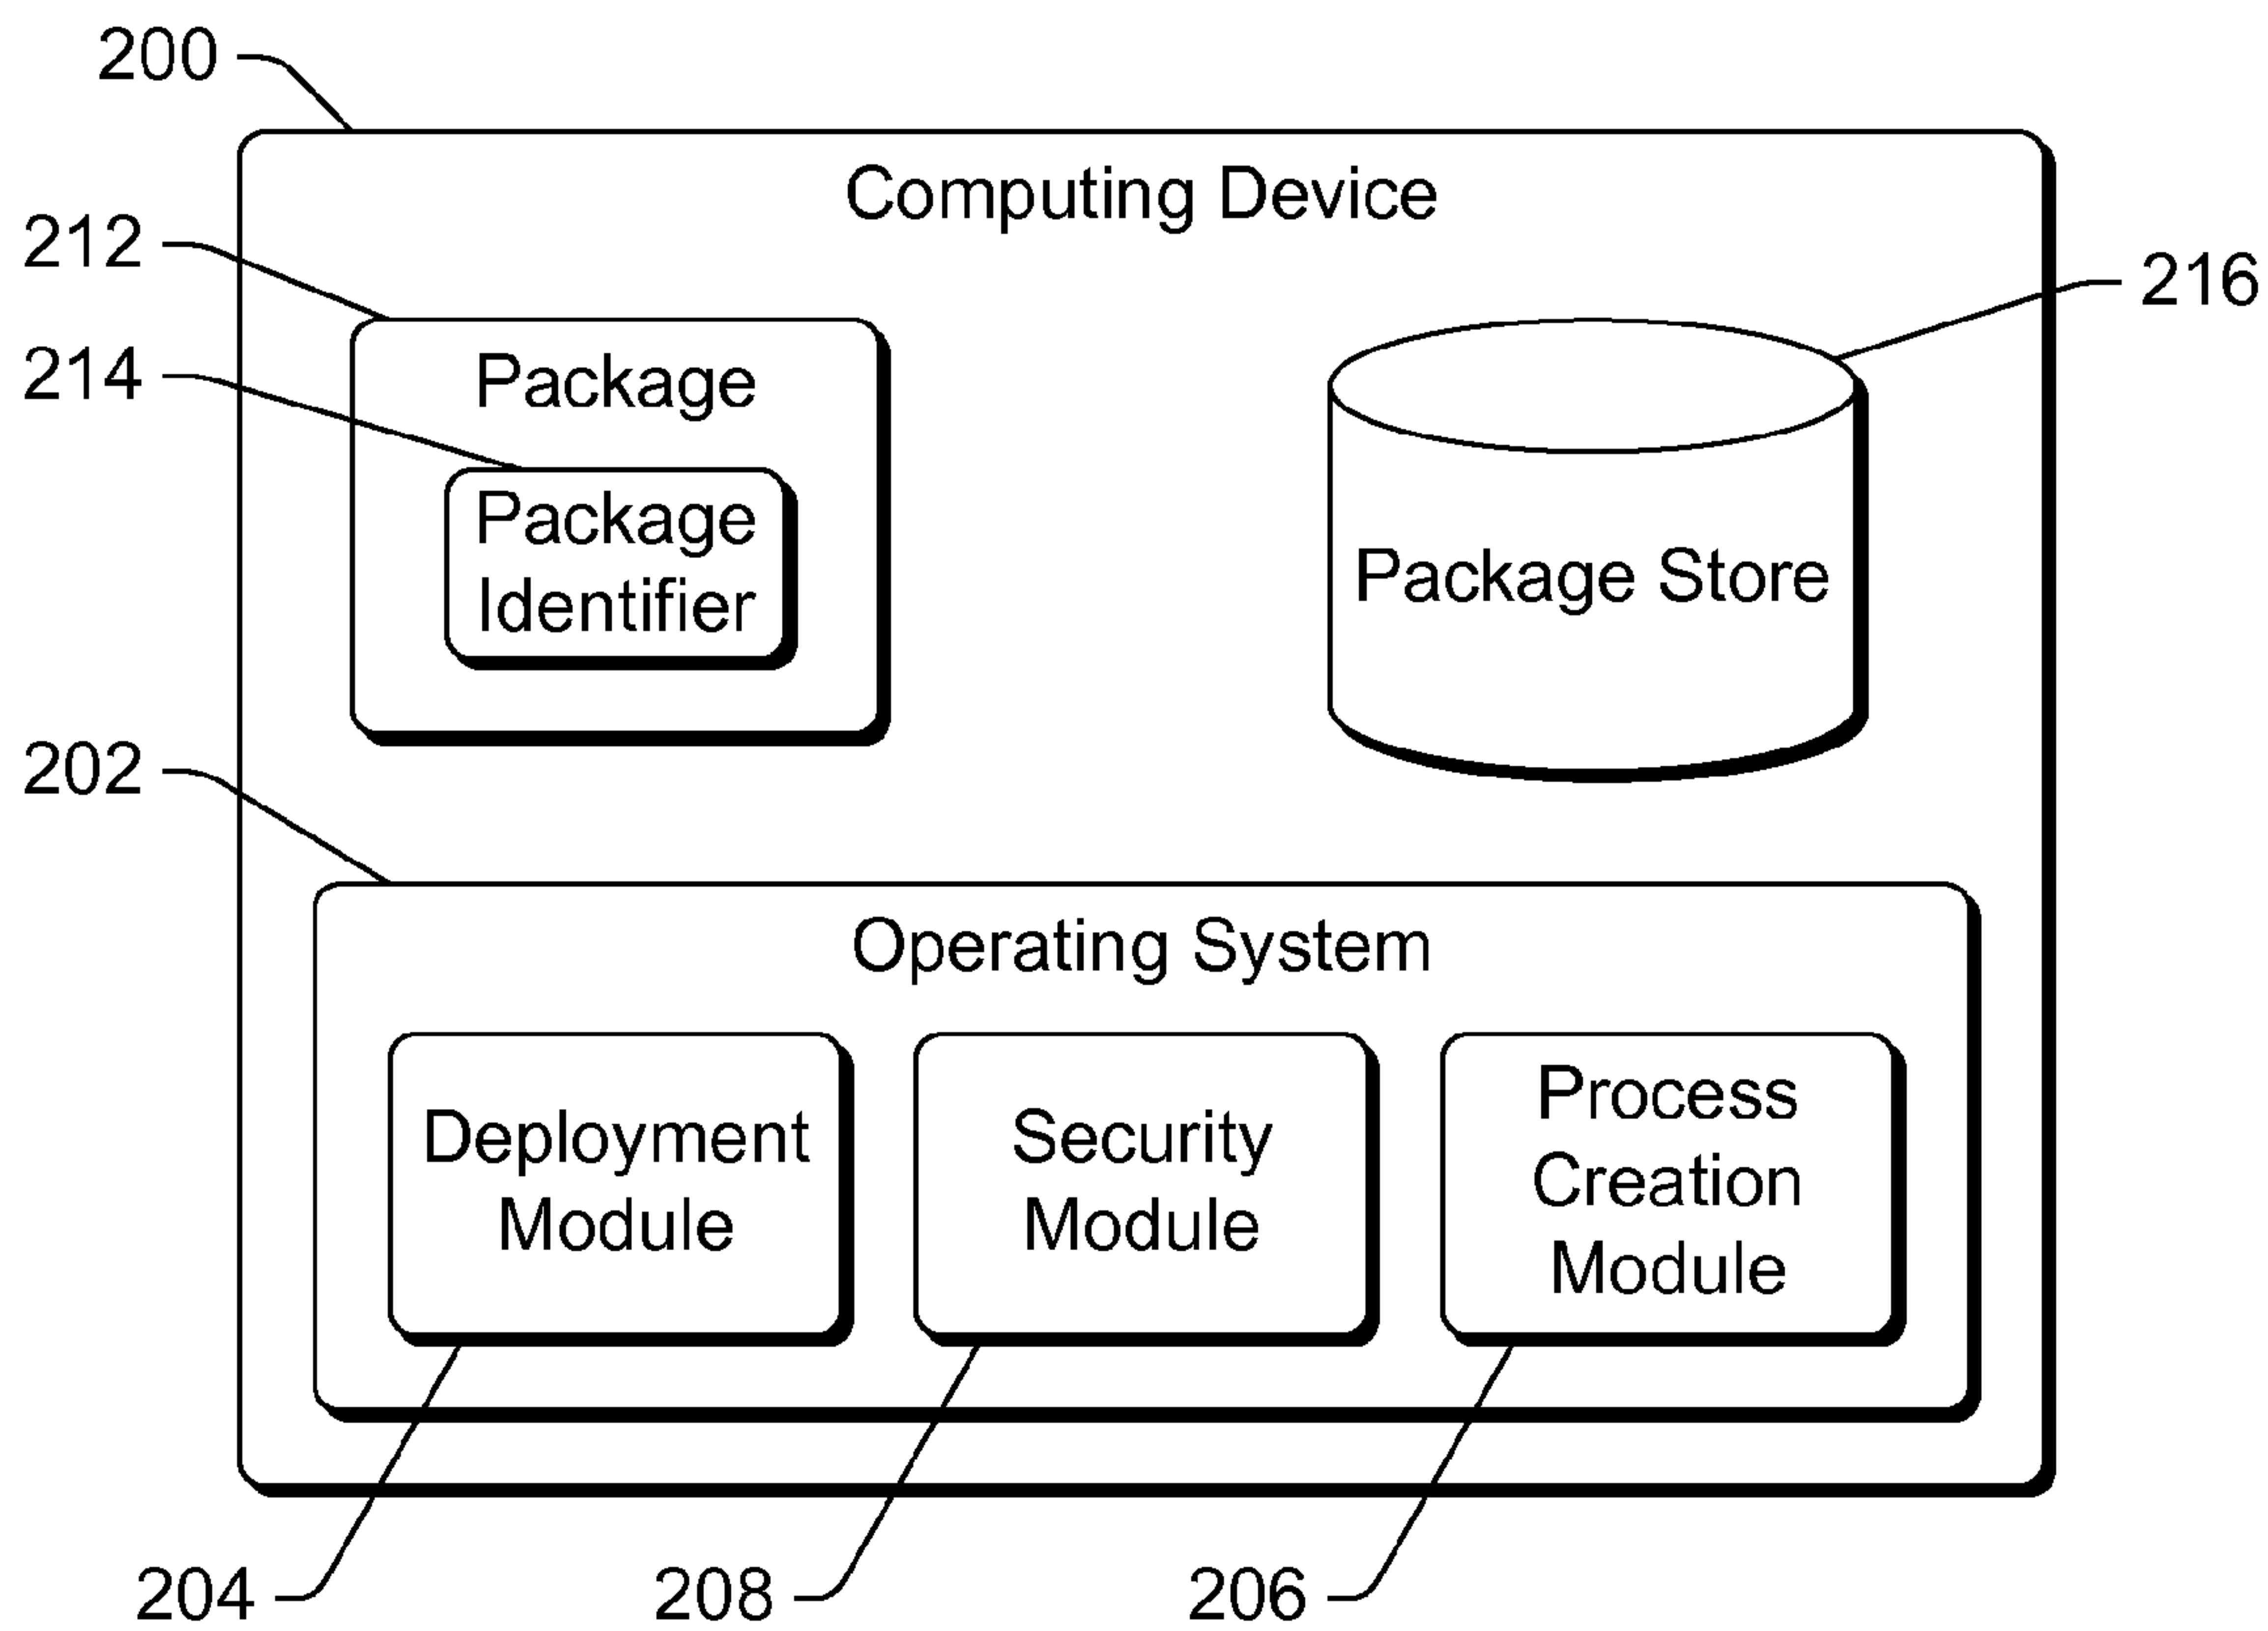 200
Computing Device
212
216
214
Package
Package
Identifier
Package Store
202
Operating System
Deployment
Module
Security
Module
Process
Creation
Module
204
208
206